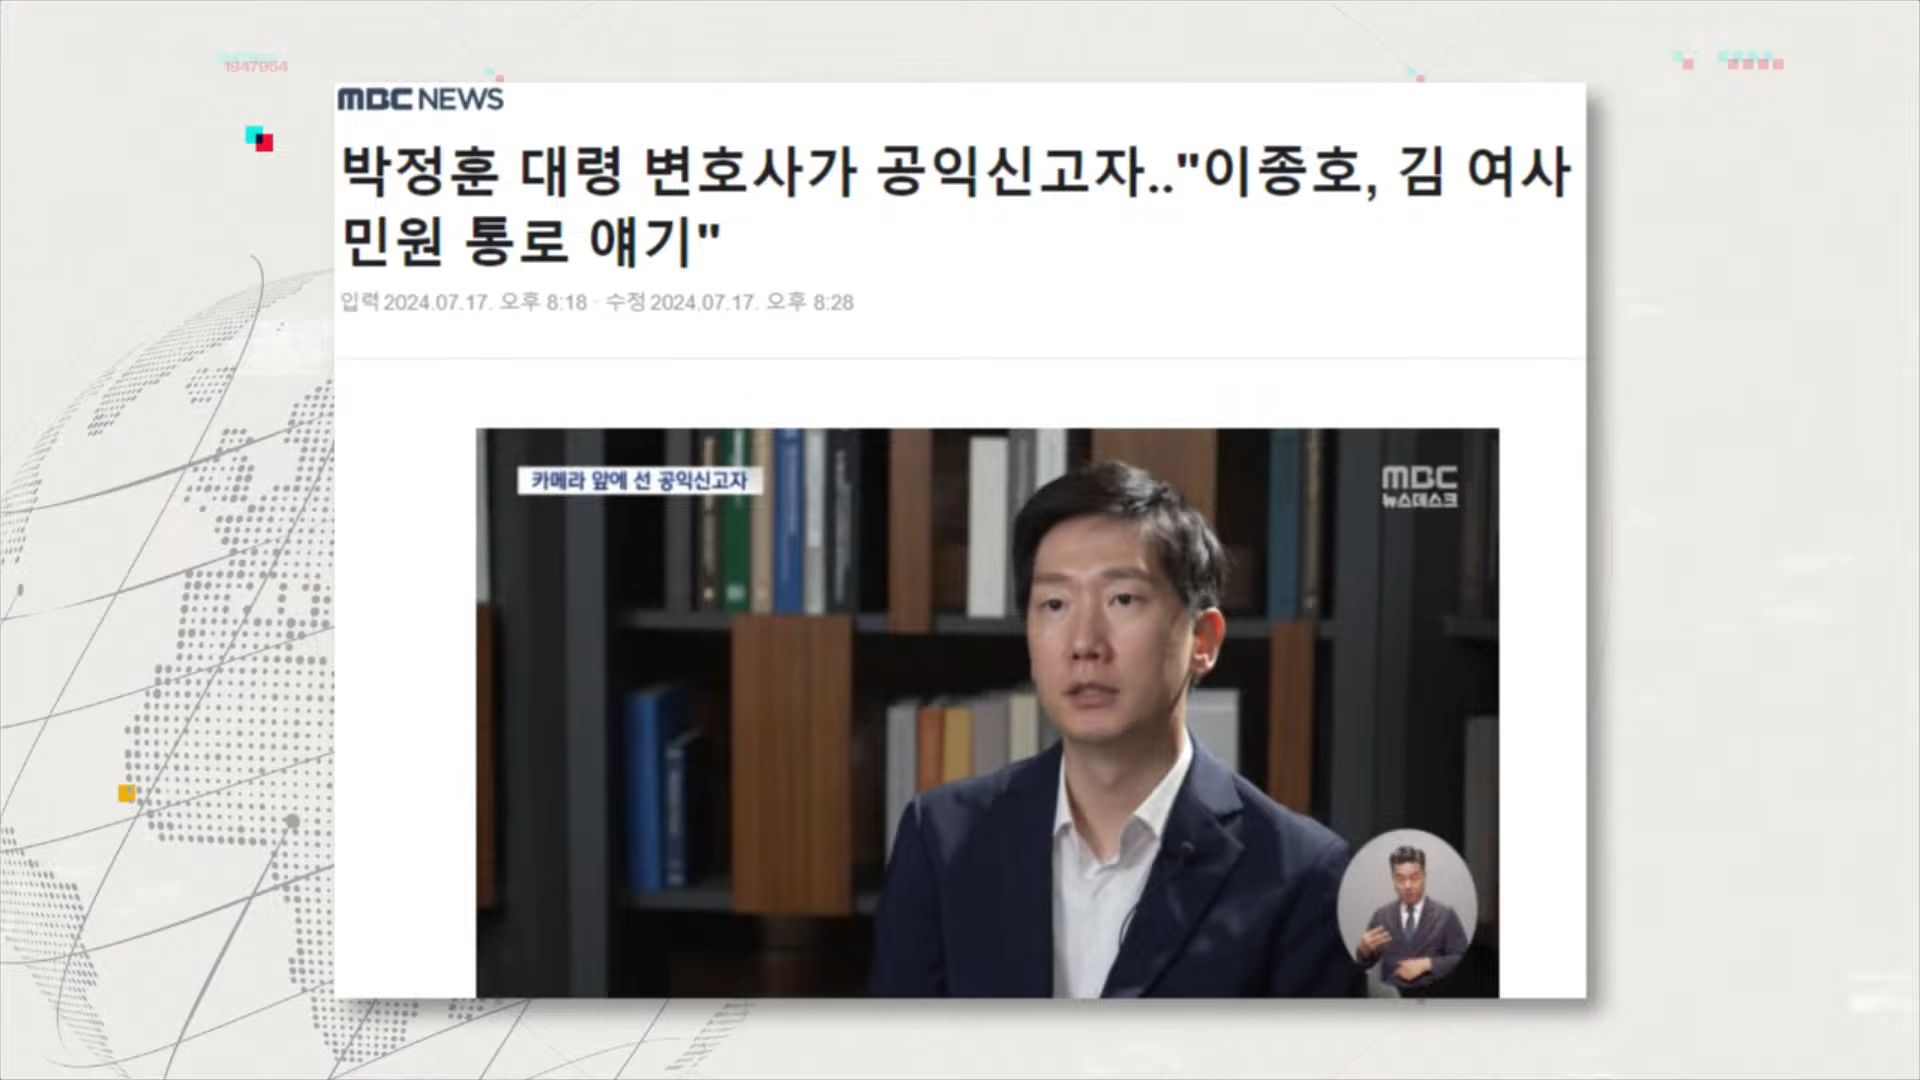 1947954
MBC NEWS
박정훈 대령 변호사가 공익신고자.."이종호, 김 여사
민원 통로 얘기"
입력 2024.07.17. 오후 8:18 · 수정 2024.07.17. 오후 8:28
카메라 앞에 선 공익신고자
MBC
뉴스데스크